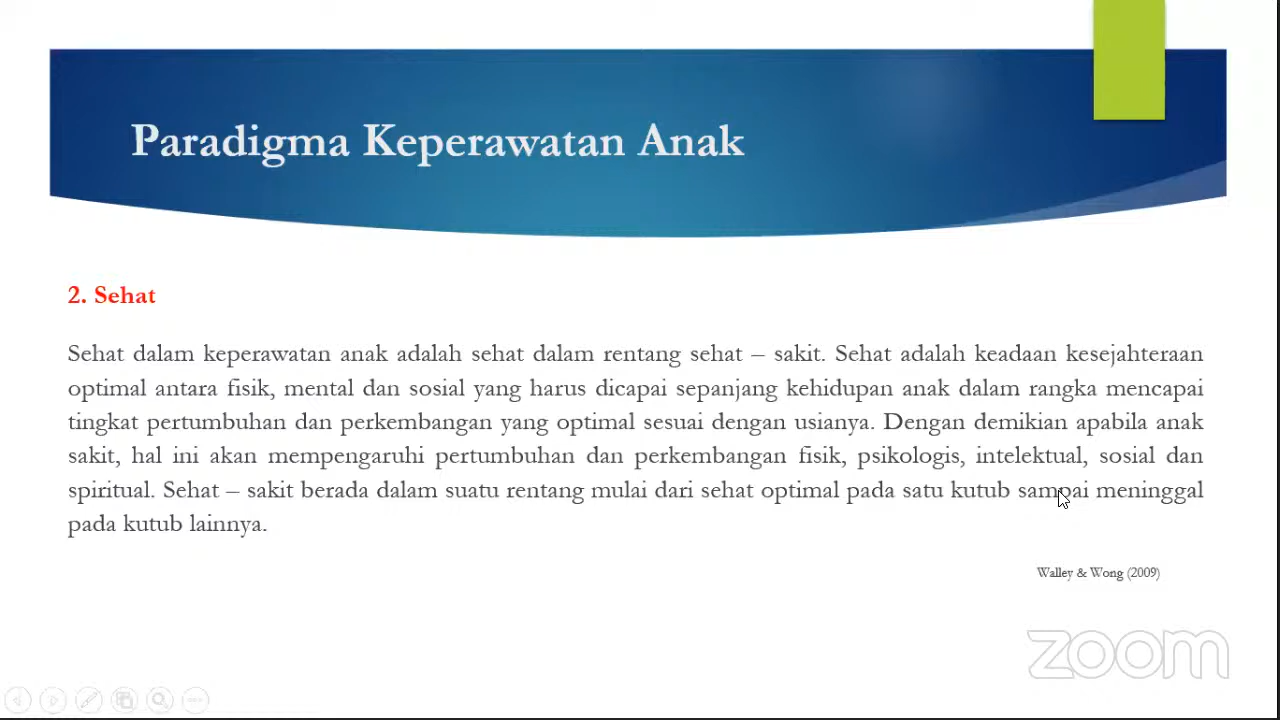 Paradigma Keperawatan Anak
2. Sehat
Sehat dalam keperawatan anak adalah sehat dalam rentang sehat – sakit. Sehat adalah keadaan kesejahteraan
optimal antara fisik, mental dan sosial yang harus dicapai sepanjang kehidupan anak dalam rangka mencapai
tingkat pertumbuhan dan perkembangan yang optimal sesuai dengan usianya. Dengan demikian apabila anak
sakit, hal ini akan mempengaruhi pertumbuhan dan perkembangan fisik, psikologis, intelektual, sosial dan
spiritual. Sehat – sakit berada dalam suatu rentang mulai dari sehat optimal pada satu kutub sampai meninggal
pada kutub lainnya.
Walley & Wong (2009)
zoom